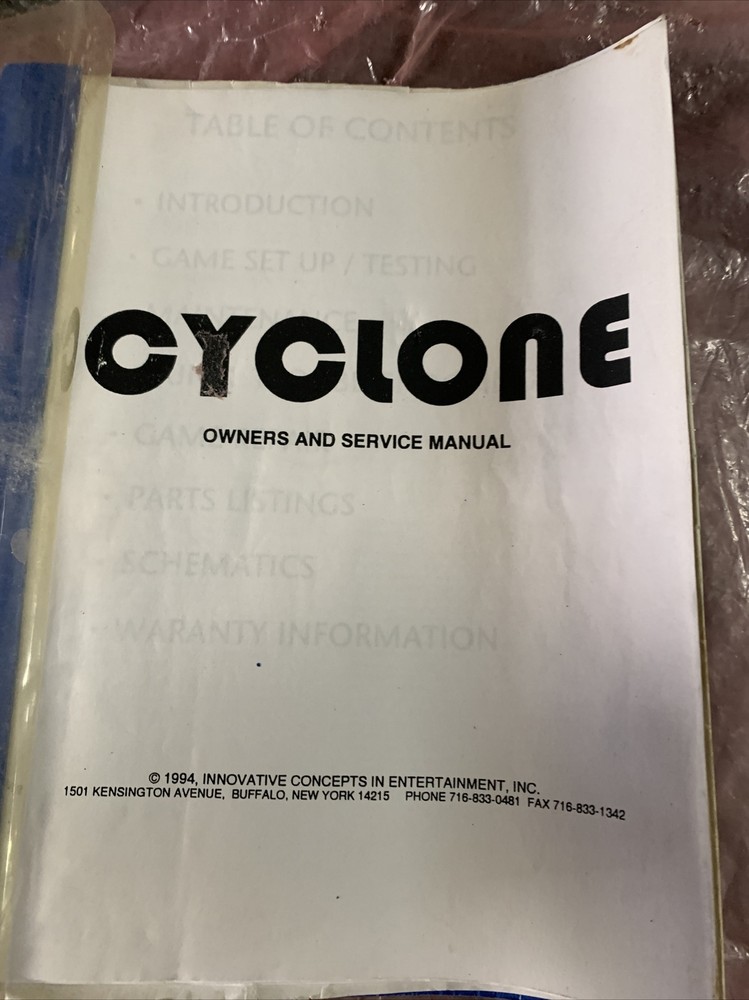 CYCLONE
OWNERS AND SERVICE MANUAL
© 1994, INNOVATIVE CONCEPTS IN ENTERTAINMENT, INC.
1501 KENSINGTON AVENUE, BUFFALO, NEW YORK 14215 PHONE 716-833-0481 FAX 716-833-1342
TABLE OF CONTENTS
• INTRODUCTION
• GAME SET UP / TESTING
• GAME
• PARTS LISTINGS
• SCHEMATICS
• WARANTY INFORMATION